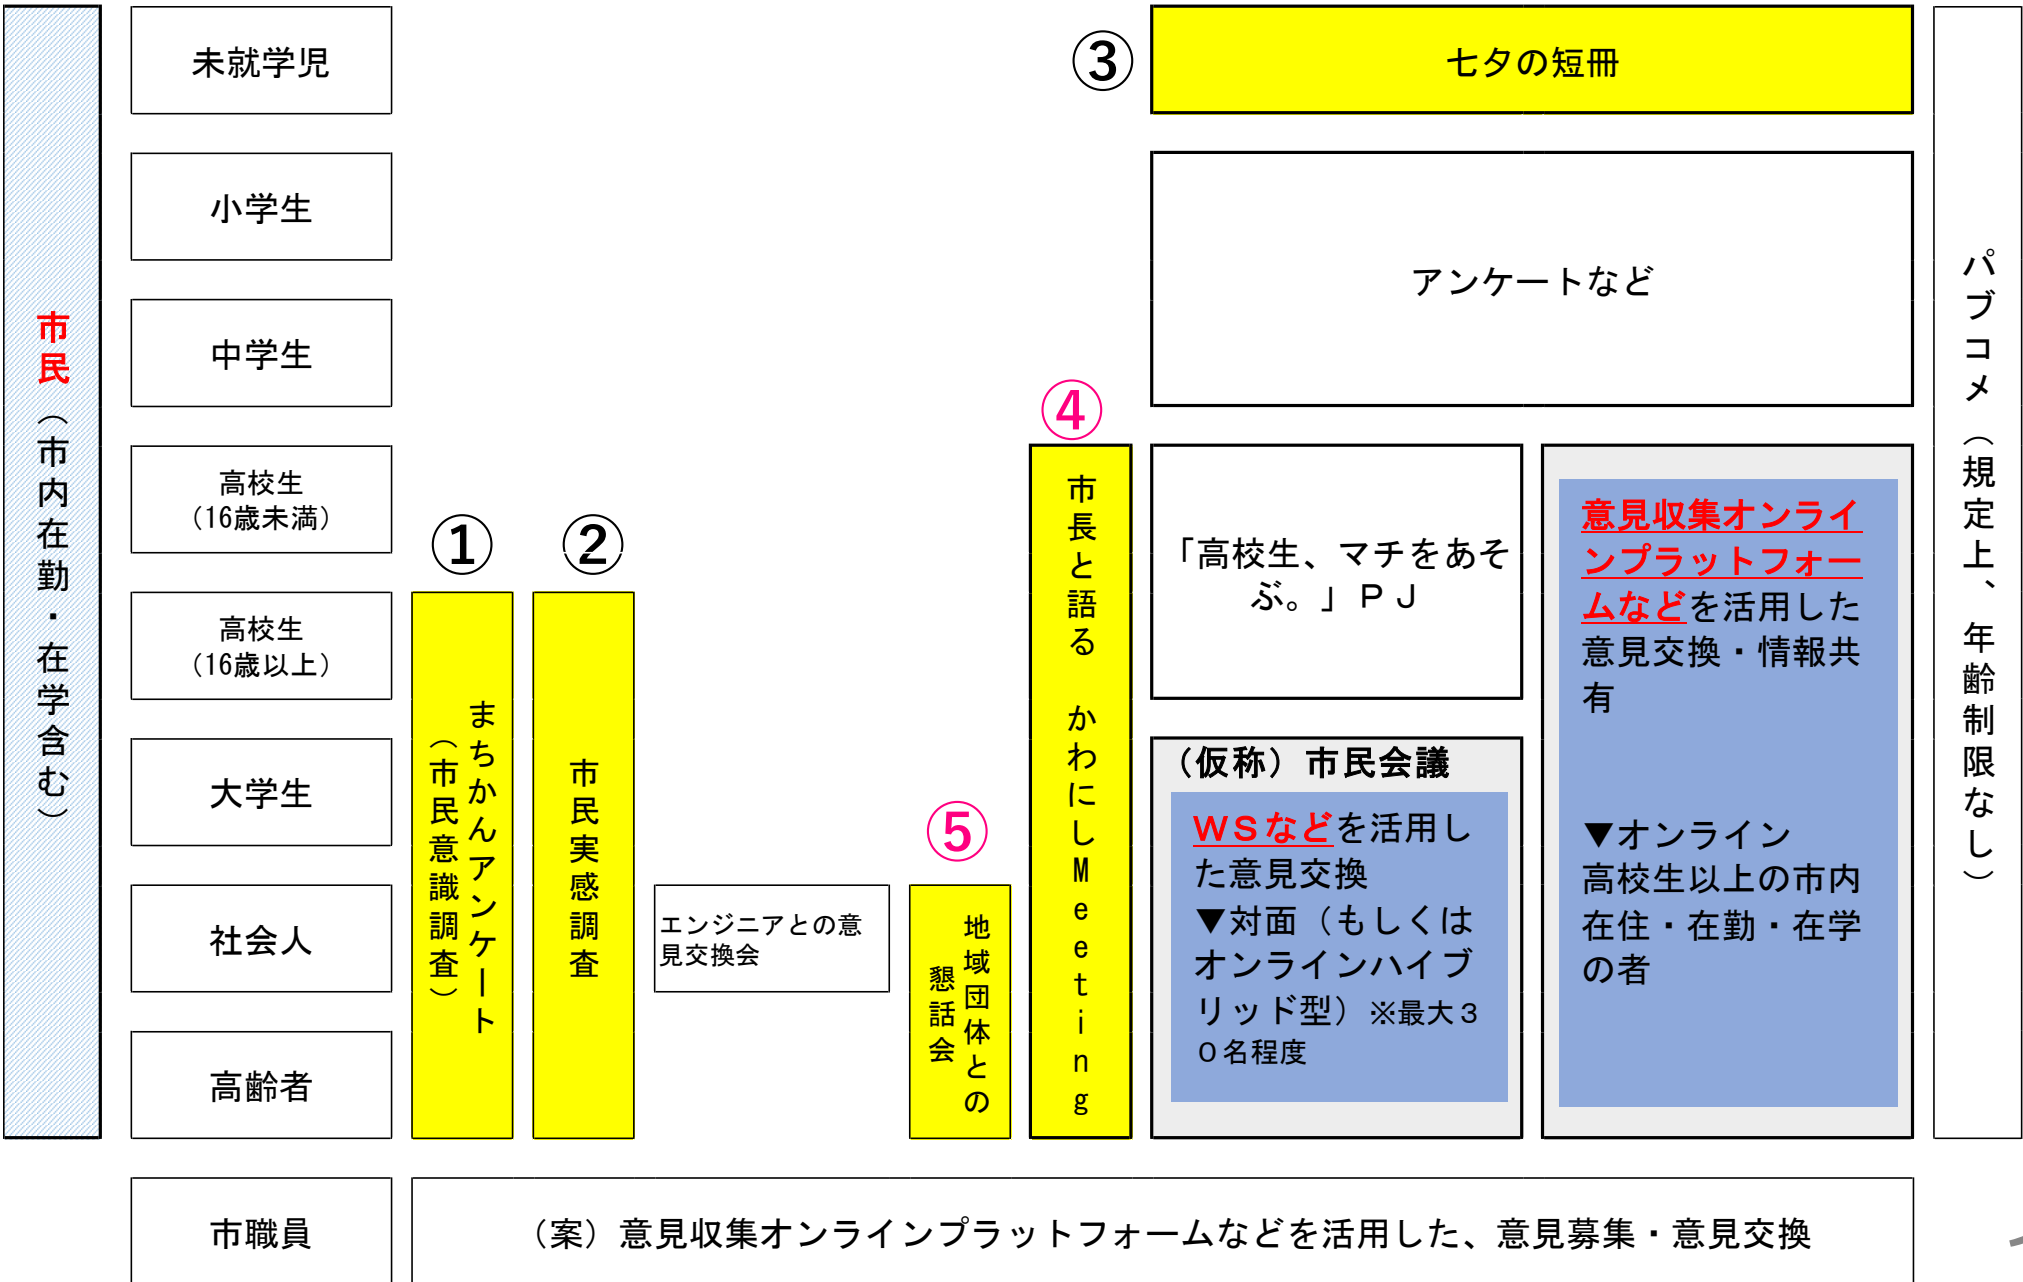 市民（市内在勤・在学含む）
未就学児
小学生
中学生
高校生
（16歳未満）
高校生
（16歳以上）
大学生
社会人
高齢者
市職員
①
まちかんアンケート
（市民意識調査）
②
市民実感調査
エンジニアとの意
見交換会
⑤
地域団体との
懇話会
④
市長と語る　かわにしMeeting
③
七夕の短冊
アンケートなど
「高校生、マチをあそ
ぶ。」ＰＪ
（仮称）市民会議
ＷＳなどを活用し
た意見交換
▼対面（もしくは
オンラインハイブ
リッド型）※最大３
０名程度
意見収集オンライ
ンプラットフォー
ムなどを活用した
意見交換・情報共
有
▼オンライン
高校生以上の市内
在住・在勤・在学
の者
パブコメ（規定上、年齢制限なし）
（案）意見収集オンラインプラットフォームなどを活用した、意見募集・意見交換